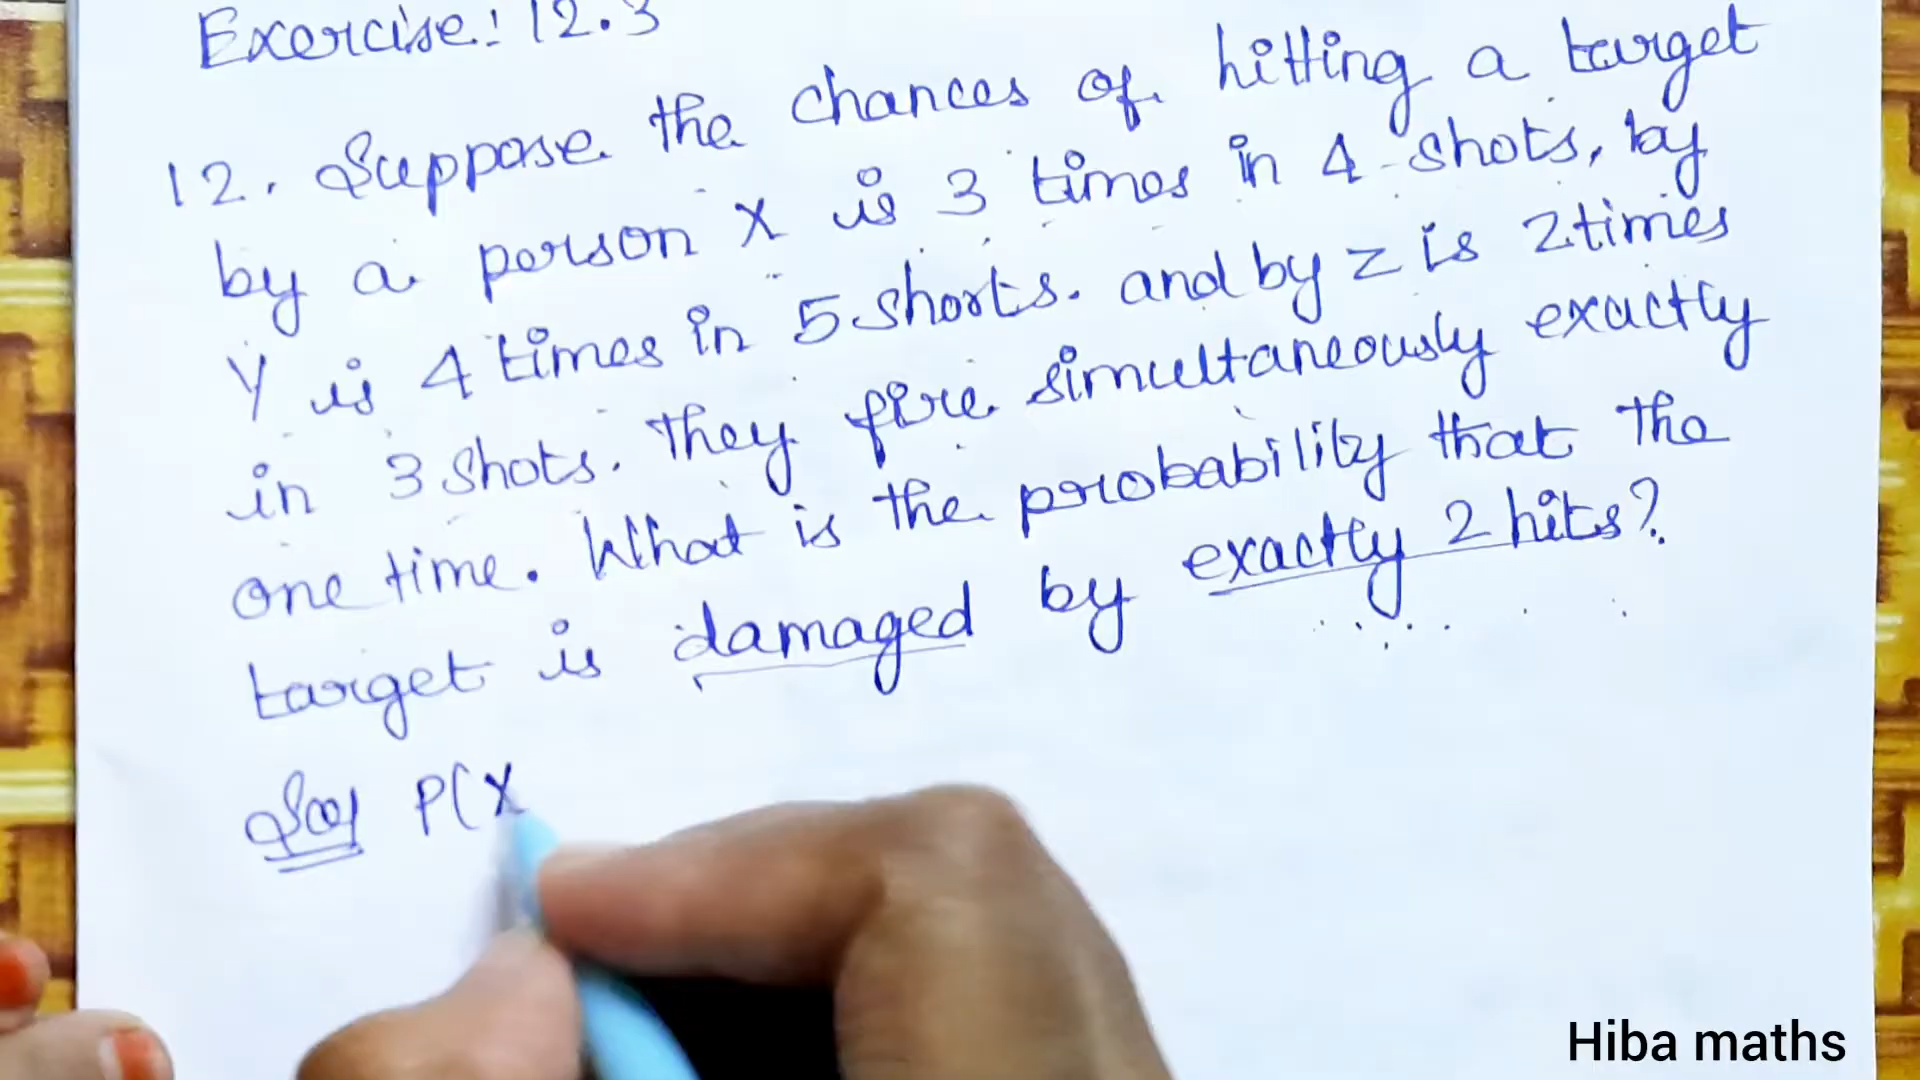 Exercise: 12.3
12. Suppose the chances of hitting a target
by a person X is 3 times in 4 shots, by
Y is 4 times in 5 shorts. and by Z is 2 times
in 3 shots. They fire simultaneously exactly
one time. What is the probability that the
target is damaged by exactly 2 hits?
Sol P(X
Hiba maths